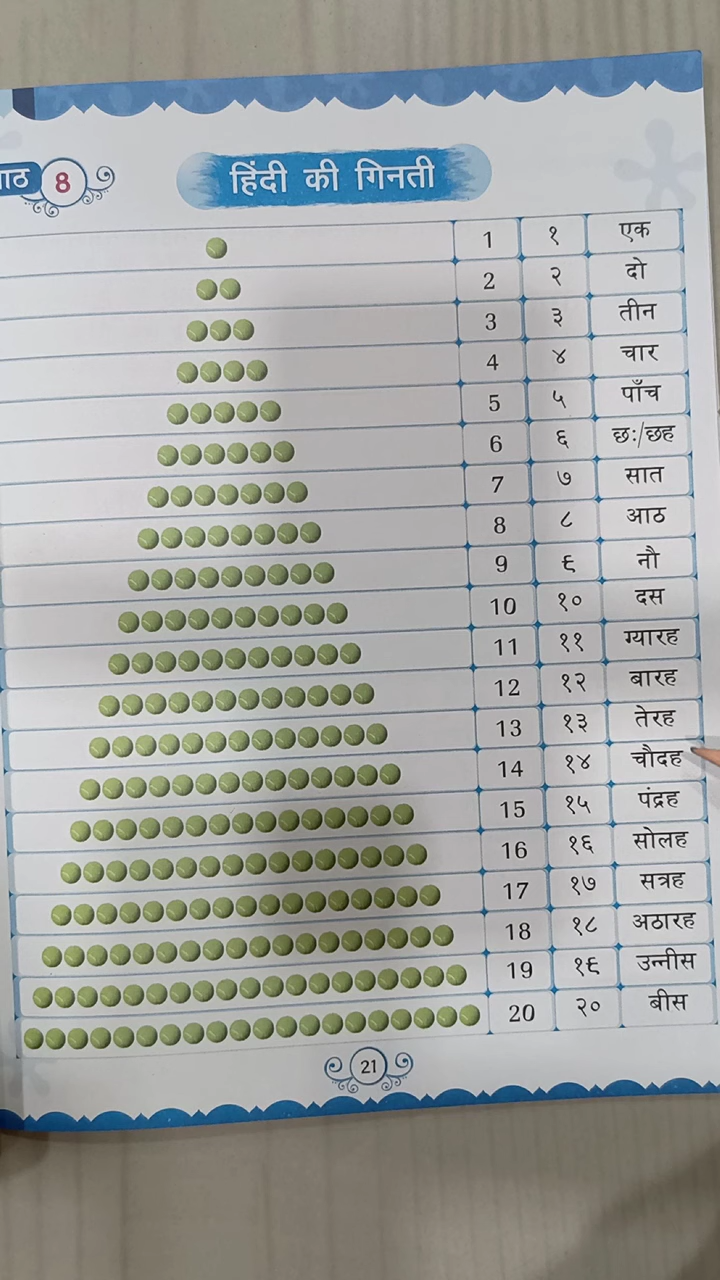 ाठ 8
हिंदी की गिनती
1 १ एक
2 २ दो
3 ३ तीन
4 ४ चार
5 ५ पाँच
6 ६ छः/छह
7 ७ सात
8 ८ आठ
9 ९ नौ
10 १० दस
11 ११ ग्यारह
12 १२ बारह
13 १३ तेरह
14 १४ चौदह
15 १५ पंद्रह
16 १६ सोलह
17 १७ सत्रह
18 १८ अठारह
19 १९ उन्नीस
20 २० बीस
21